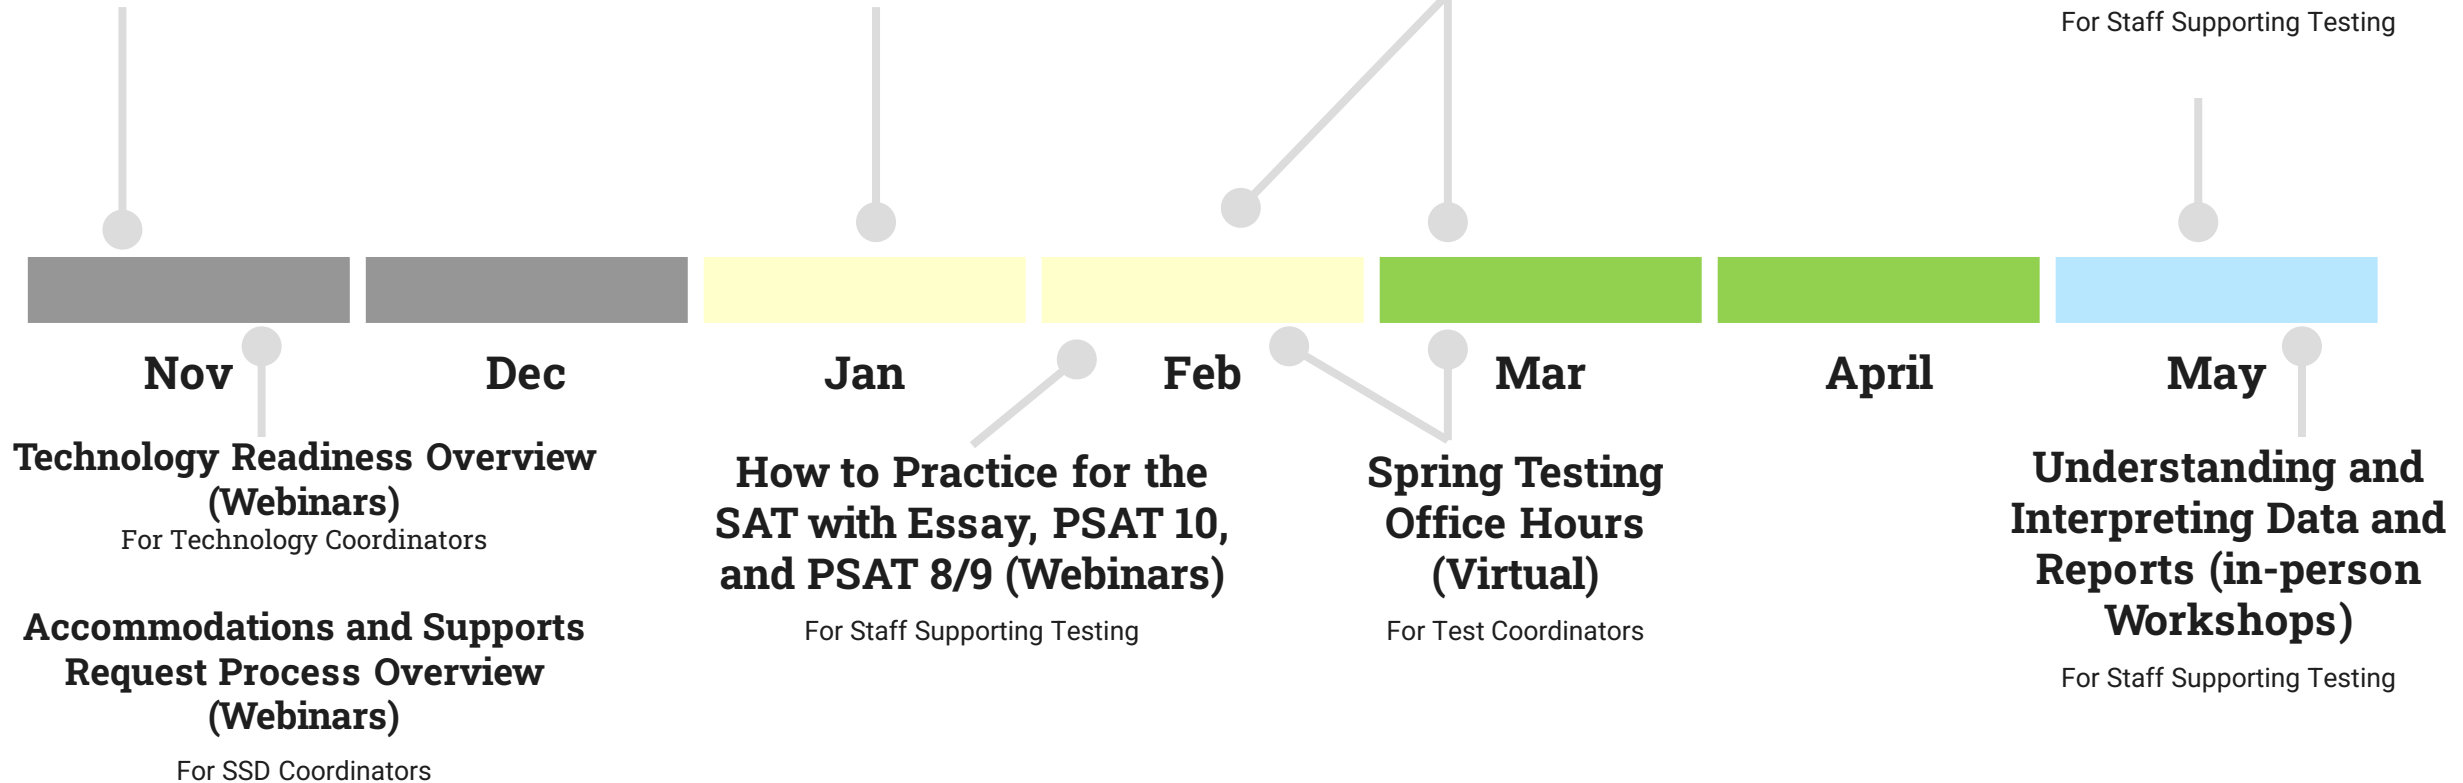 For Staff Supporting Testing
Nov
Dec
Jan
Feb
Mar
April
May
Technology Readiness Overview
(Webinars)
For Technology Coordinators
Accommodations and Supports
Request Process Overview
(Webinars)
For SSD Coordinators
How to Practice for the
SAT with Essay, PSAT 10,
and PSAT 8/9 (Webinars)
For Staff Supporting Testing
Spring Testing
Office Hours
(Virtual)
For Test Coordinators
Understanding and
Interpreting Data and
Reports (in-person
Workshops)
For Staff Supporting Testing